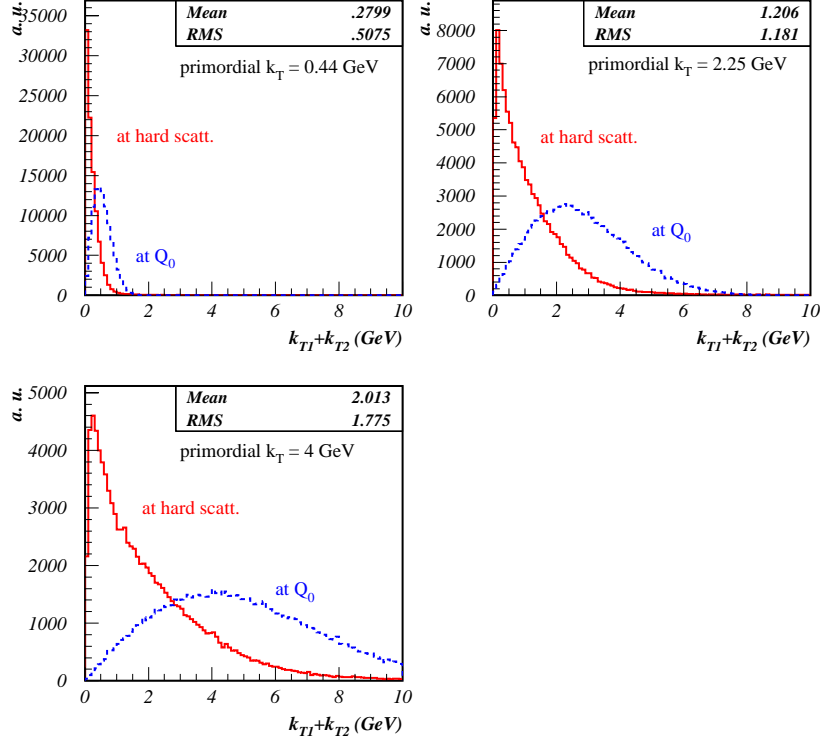 a. u.
35000
30000
25000
20000
15000
10000
5000
0
Mean .2799
RMS .5075
primordial k_T = 0.44 GeV
at hard scatt.
at Q_0
0 2 4 6 8 10
k_T1+k_T2 (GeV)
a. u.
8000
7000
6000
5000
4000
3000
2000
1000
0
Mean 1.206
RMS 1.181
primordial k_T = 2.25 GeV
at hard scatt.
at Q_0
0 2 4 6 8 10
k_T1+k_T2 (GeV)
a. u.
5000
4000
3000
2000
1000
0
Mean 2.013
RMS 1.775
primordial k_T = 4 GeV
at hard scatt.
at Q_0
0 2 4 6 8 10
k_T1+k_T2 (GeV)